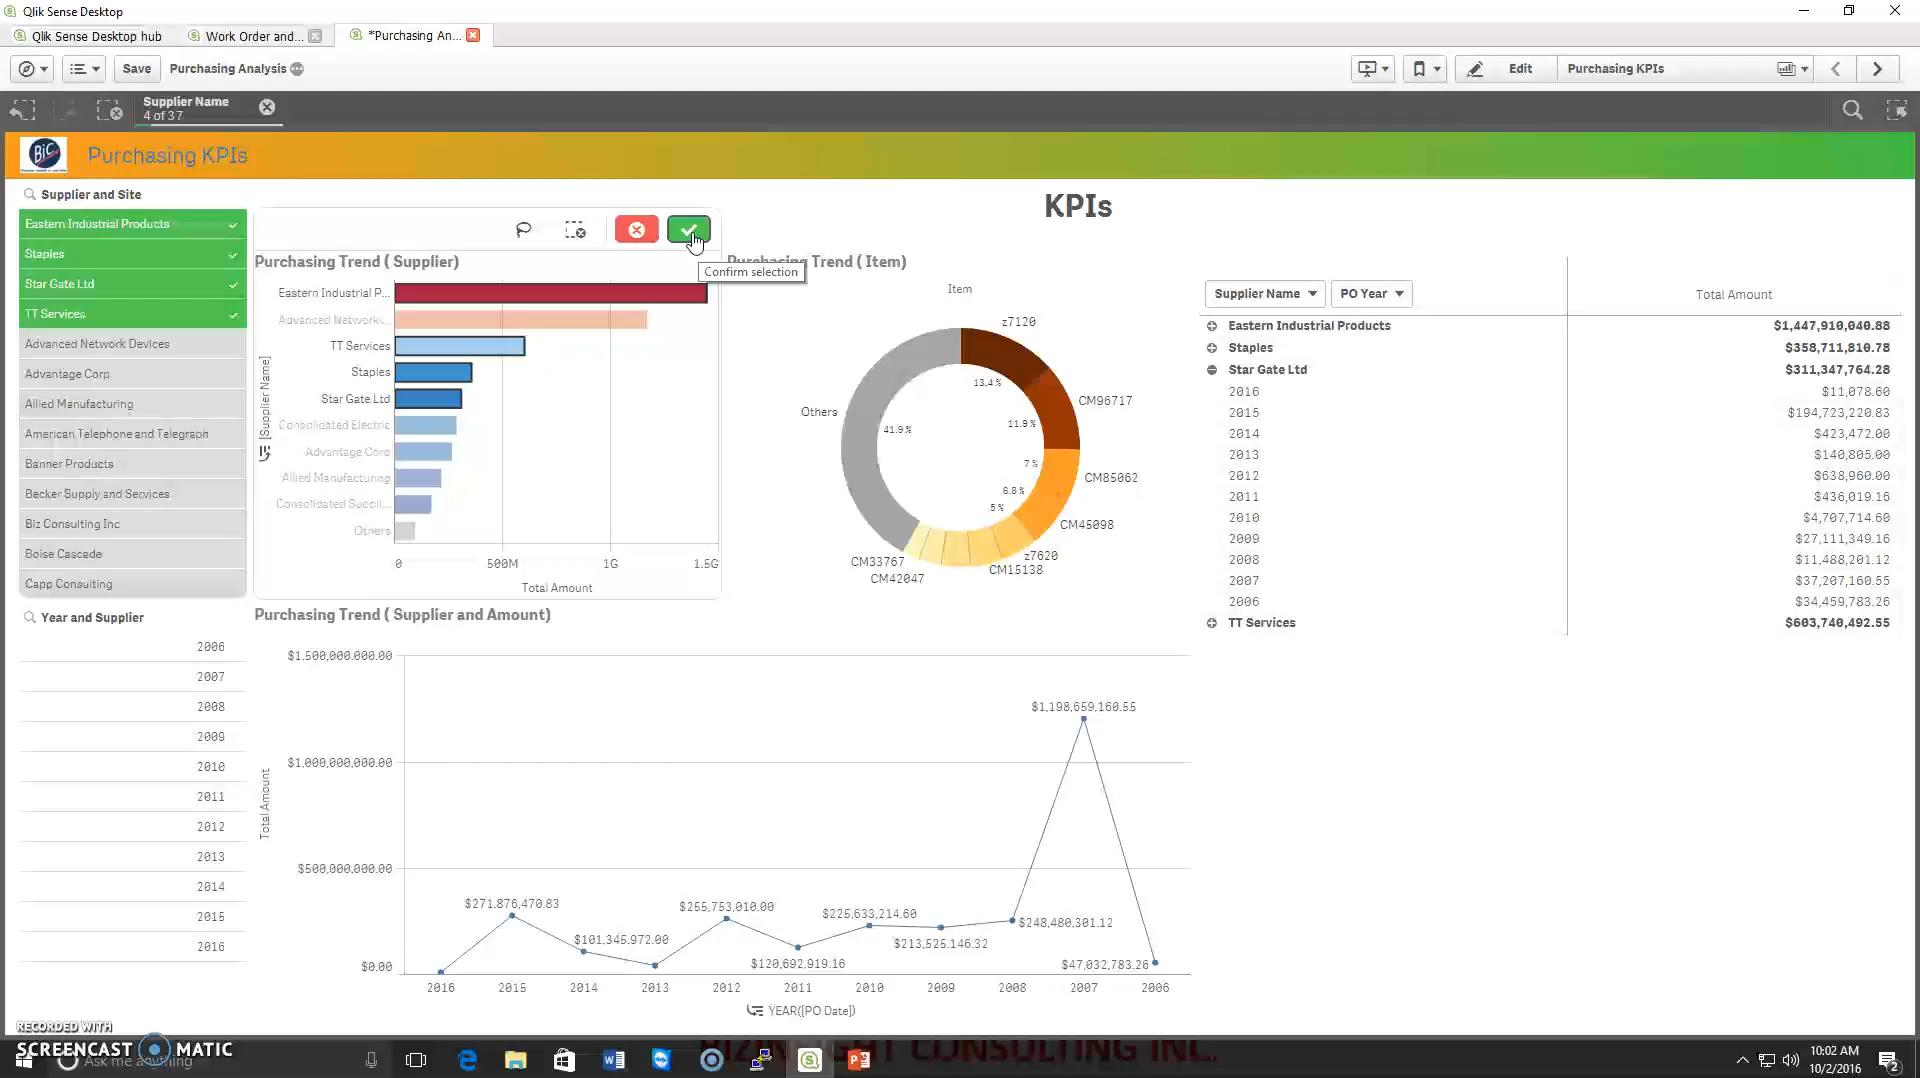 Qlik Sense Desktop
Qlik Sense Desktop hub
Work Order and...
*Purchasing An...
Save
Purchasing Analysis
Edit
Purchasing KPIs
Supplier Name
4 of 37
BiC
Purchasing KPIs
Supplier and Site
Eastern Industrial Products
Staples
Star Gate Ltd
TT Services
Advanced Network Devices
Advantage Corp
Allied Manufacturing
American Telephone and Telegraph
Banner Products
Becker Supply and Services
Biz Consulting Inc
Boise Cascade
Capp Consulting
Year and Supplier
2006
2007
2008
2009
2010
2011
2012
2013
2014
2015
2016
KPIs
Confirm selection
Purchasing Trend ( Supplier)
Eastern Industrial P...
Advanced Network...
TT Services
Staples
Star Gate Ltd
Consolidated Electric
Advantage Corp
Allied Manufacturing
Consolidated Suppli...
Others
[Supplier Name]
0
500M
1G
1.5G
Total Amount
Purchasing Trend ( Item)
Item
z7120
CM96717
CM85062
CM45098
z7620
CM15138
CM42047
CM33767
Others
13.4%
11.9%
7%
6.8%
5%
41.9%
Supplier Name
PO Year
Total Amount
Eastern Industrial Products $1,447,910,040.88
Staples $358,711,810.78
Star Gate Ltd $311,347,764.28
2016 $11,078.60
2015 $194,723,220.83
2014 $423,472.00
2013 $140,805.00
2012 $638,960.00
2011 $436,019.16
2010 $4,707,714.60
2009 $27,111,349.16
2008 $11,488,201.12
2007 $37,207,160.55
2006 $34,459,783.26
TT Services $603,740,492.55
Purchasing Trend ( Supplier and Amount)
$1,500,000,000.00
$1,000,000,000.00
$500,000,000.00
$0.00
Total Amount
$271,876,470.83
$101,345,972.00
$255,753,010.00
$120,692,919.16
$225,633,214.60
$213,525,146.32
$248,480,301.12
$1,198,659,160.55
$47,032,783.26
2016
2015
2014
2013
2012
2011
2010
2009
2008
2007
2006
YEAR([PO Date])
RECORDED WITH
SCREENCAST MATIC
Ask me anything
CONSULTING INC.
10:02 AM
10/2/2016
2